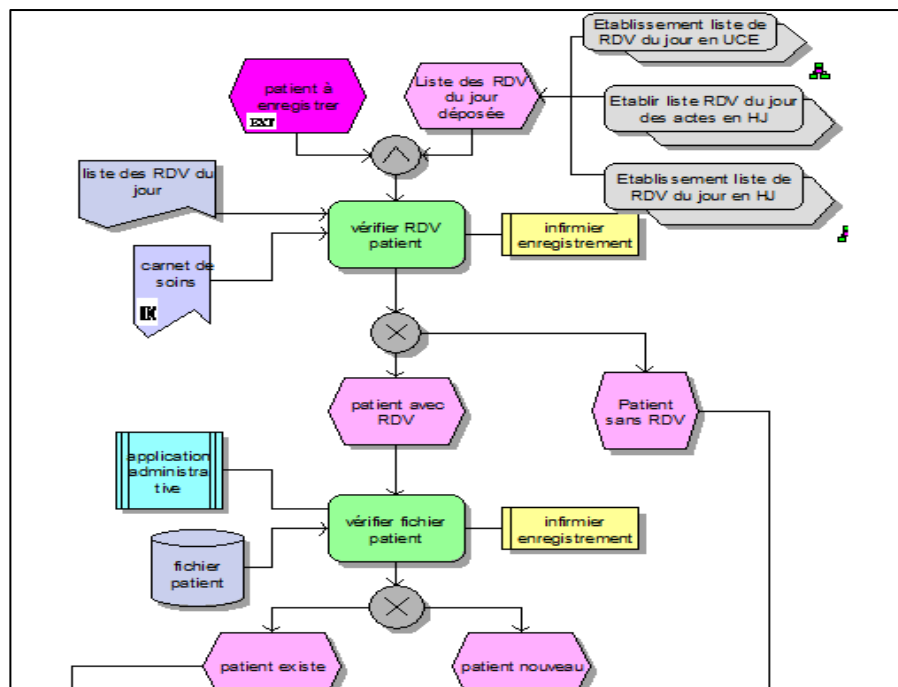 Etablissement liste de
RDV du jour en UCE
patient à
enregistrer
EXT
Liste des RDV
du jour
déposée
Etablir liste RDV du jour
des actes en HJ
liste des RDV du
jour
Etablissement liste de
RDV du jour en HJ
vérifier RDV
patient
infirmier
enregistrement
carnet de
soins
patient avec
RDV
Patient
sans RDV
application
administra
tive
vérifier fichier
patient
infirmier
enregistrement
fichier
patient
patient existe
patient nouveau